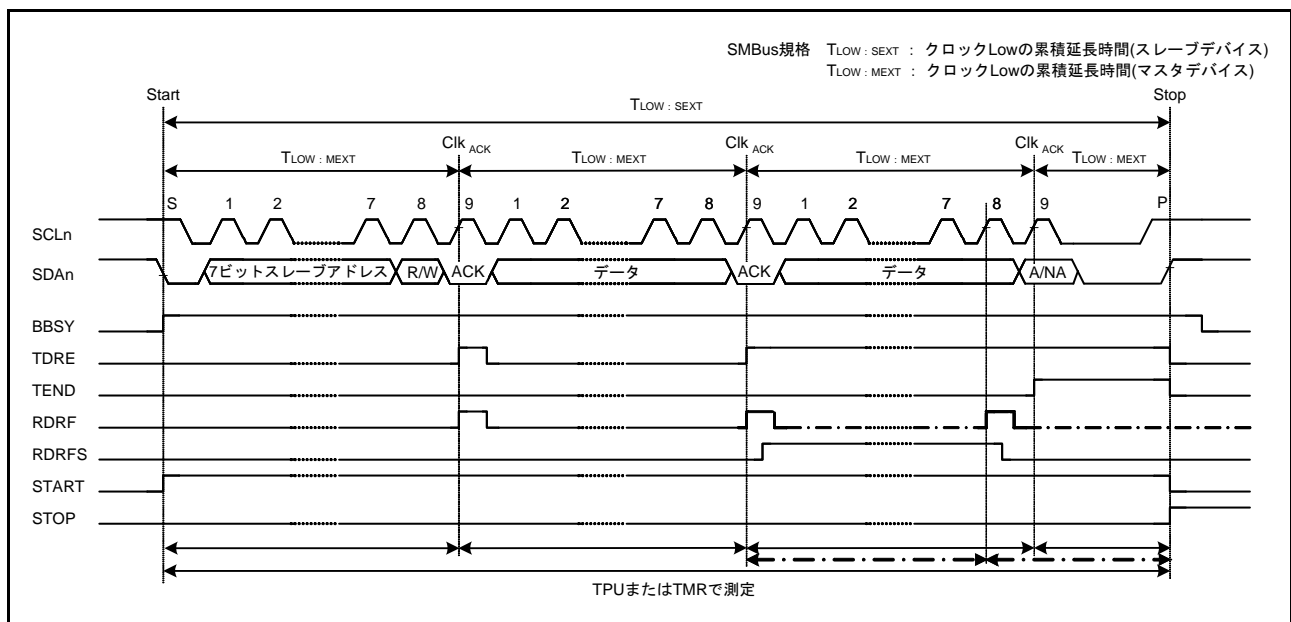 SMBus規格 TLOW : SEXT : クロックLowの累積延長時間(スレーブデバイス)
TLOW : MEXT : クロックLowの累積延長時間(マスタデバイス)
Start
Stop
TLOW : SEXT
Clk ACK
Clk ACK
Clk ACK
TLOW : MEXT
TLOW : MEXT
TLOW : MEXT
TLOW : MEXT
S 1 2 7 8 9 1 2 7 8 9 1 2 7 8 9 P
SCLn
SDAn 7ビットスレーブアドレス R/W ACK データ ACK データ A/NA
BBSY
TDRE
TEND
RDRF
RDRFS
START
STOP
TPUまたはTMRで測定